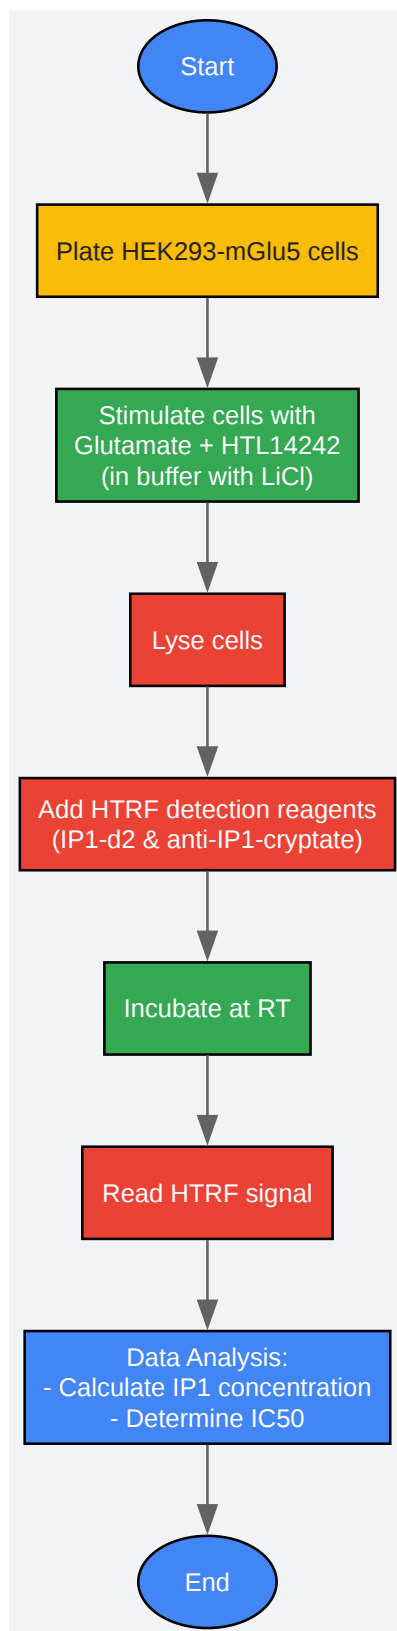 Start
Plate HEK293-mGlu5 cells
Stimulate cells with
Glutamate + HTL14242
(in buffer with LiCl)
Lyse cells
Add HTRF detection reagents
(IP1-d2 & anti-IP1-cryptate)
Incubate at RT
Read HTRF signal
Data Analysis:
- Calculate IP1 concentration
- Determine IC50
End